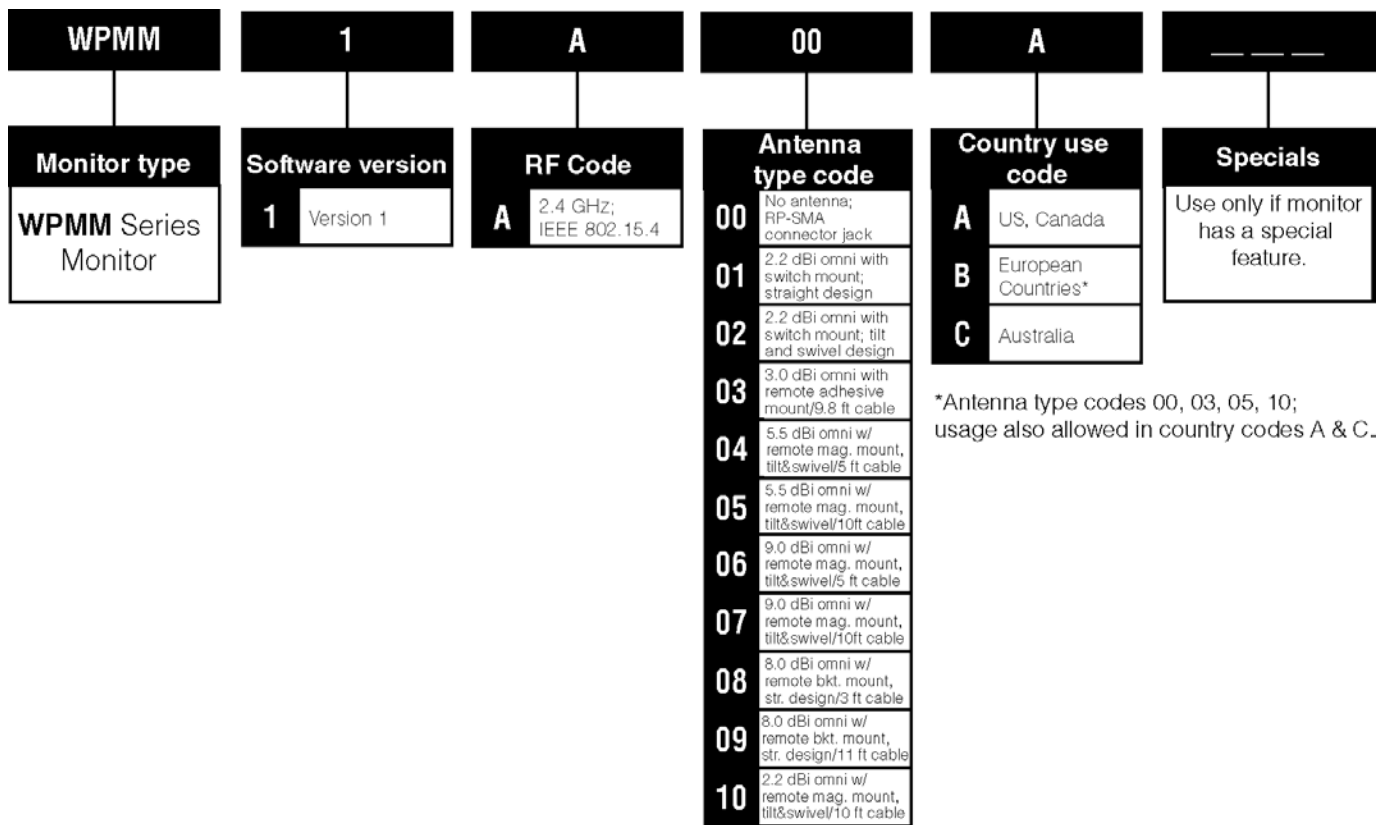 WPMM
1
A
00
A
_ _ _
Monitor type
WPMM Series
Monitor
Software version
1
Version 1
RF Code
A
2.4 GHz;
IEEE 802.15.4
Antenna
type code
00
No antenna;
RP-SMA
connector jack
01
2.2 dBi omni with
switch mount;
straight design
02
2.2 dBi omni with
switch mount; tilt
and swivel design
03
3.0 dBi omni with
remote adhesive
mount/9.8 ft cable
04
5.5 dBi omni w/
remote mag. mount,
tilt&swivel/5 ft cable
05
5.5 dBi omni w/
remote mag. mount,
tilt&swivel/10ft cable
06
9.0 dBi omni w/
remote mag. mount,
tilt&swivel/5 ft cable
07
9.0 dBi omni w/
remote mag. mount,
tilt&swivel/10ft cable
08
8.0 dBi omni w/
remote bkt. mount,
str. design/3 ft cable
09
8.0 dBi omni w/
remote bkt. mount,
str. design/11 ft cable
10
2.2 dBi omni w/
remote mag. mount,
tilt&swivel/10 ft cable
Country use
code
A
US, Canada
B
European
Countries*
C
Australia
*Antenna type codes 00, 03, 05, 10;
usage also allowed in country codes A & C.
Specials
Use only if monitor
has a special
feature.